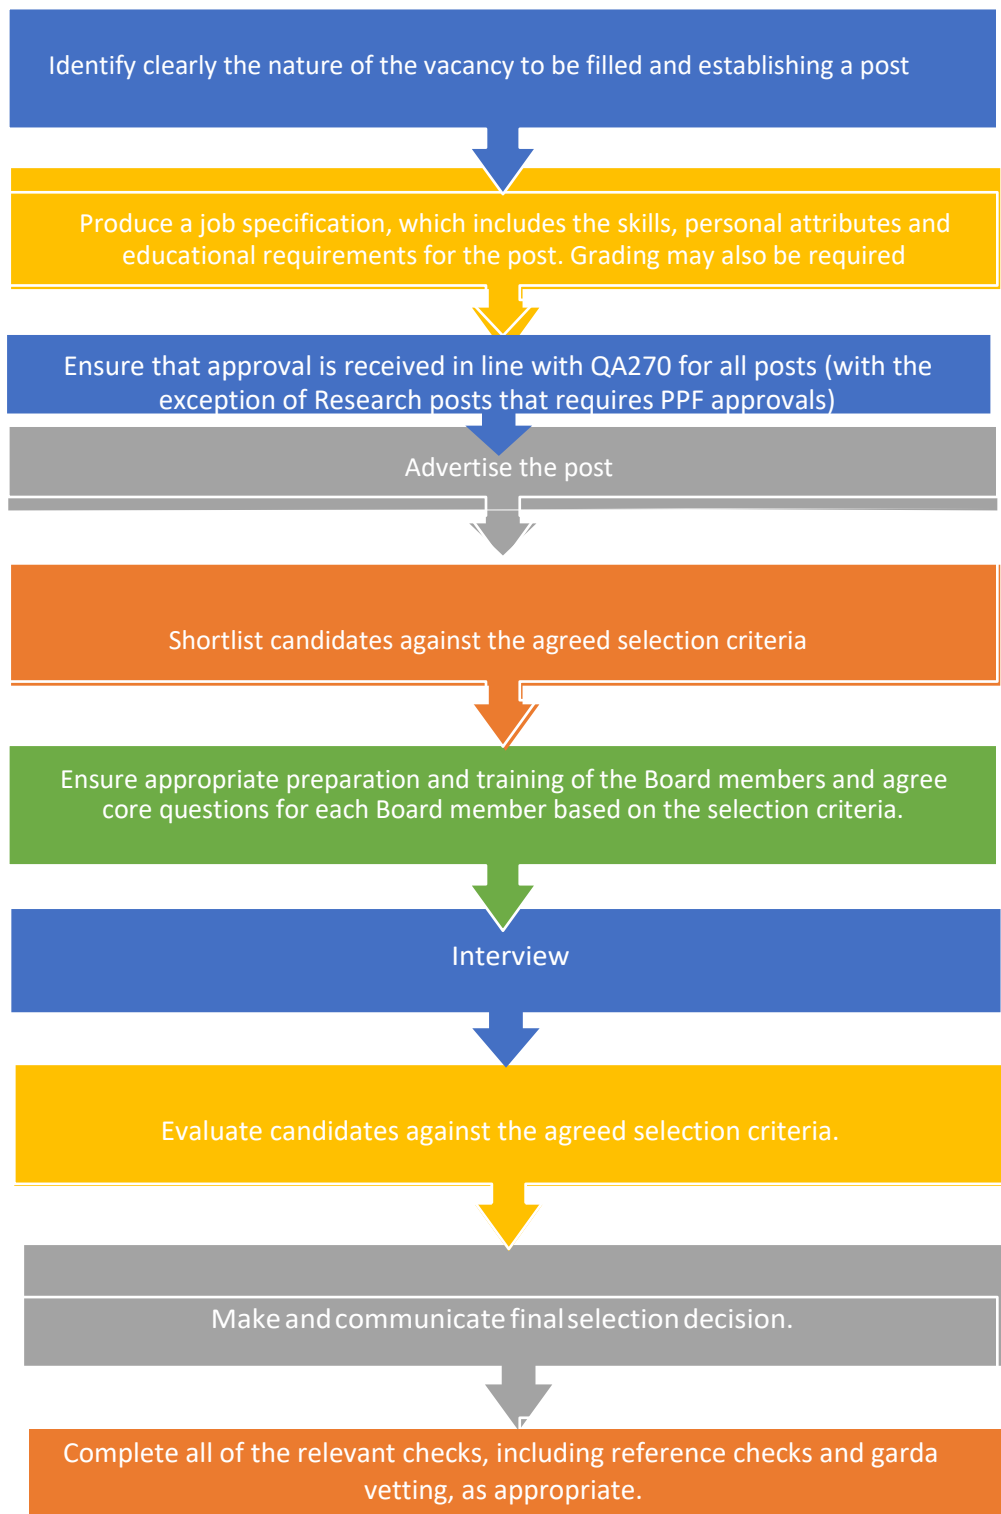 Identify clearly the nature of the vacancy to be filled and establishing a post
Produce a job specification, which includes the skills, personal attributes and
educational requirements for the post. Grading may also be required
Ensure that approval is received in line with QA270 for all posts (with the
exception of Research posts that requires PPF approvals)
Advertise the post
Shortlist candidates against the agreed selection criteria
Ensure appropriate preparation and training of the Board members and agree
core questions for each Board member based on the selection criteria.
Interview
Evaluate candidates against the agreed selection criteria.
Make and communicate final selection decision.
Complete all of the relevant checks, including reference checks and garda
vetting, as appropriate.